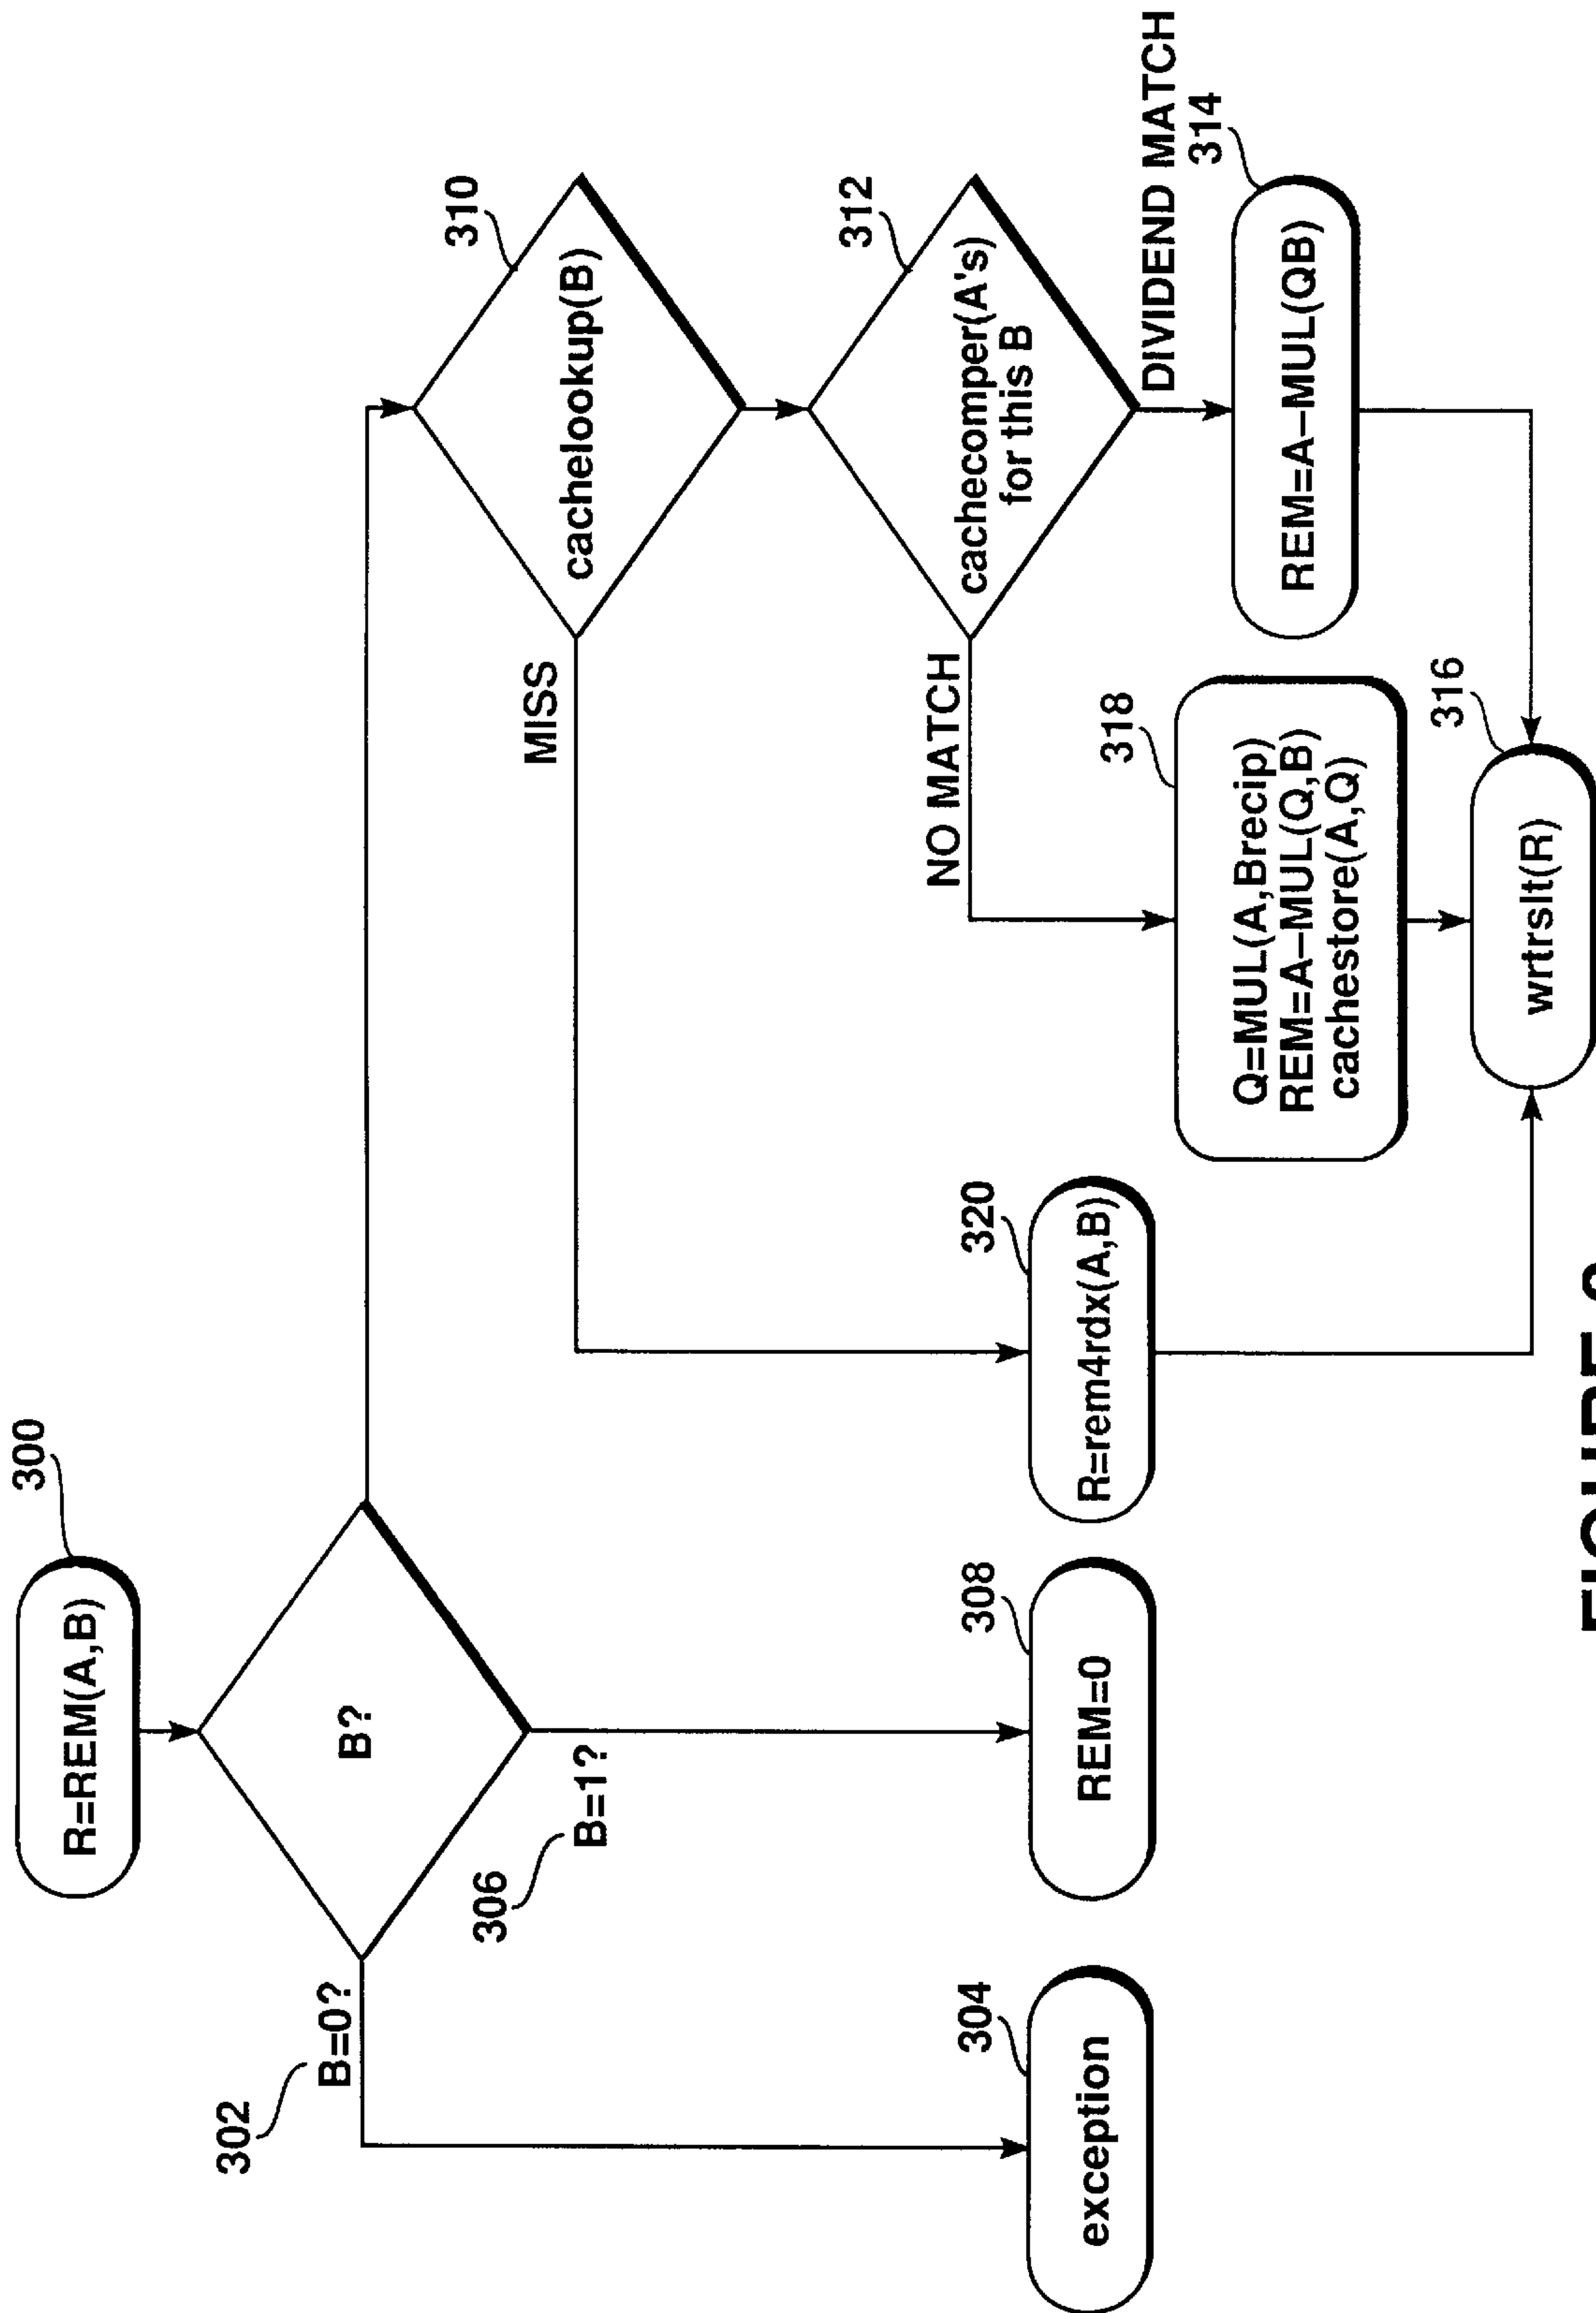 300
R=REM(A,B)
B?
302
B=0?
306
B=1?
304
exception
308
REM=0
310
cachelookup(B)
MISS
312
cachecomper(A's)
for this B
NO MATCH
DIVIDEND MATCH
314
REM=A−MUL(QB)
318
Q=MUL(A,Brecip)
REM=A−MUL(Q,B)
cachestore(A,Q)
320
R=rem4rdx(A,B)
316
wrtrslt(R)
FIGURE